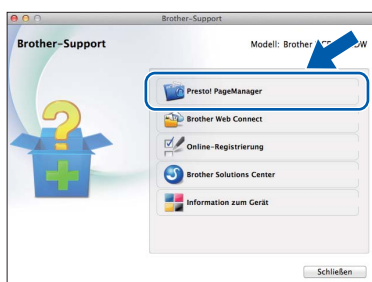 Brother-Support
Brother-Support
Modell: Brother
Presto! PageManager
Brother Web Connect
Online-Registrierung
Brother Solutions Center
Information zum Gerät
Schließen